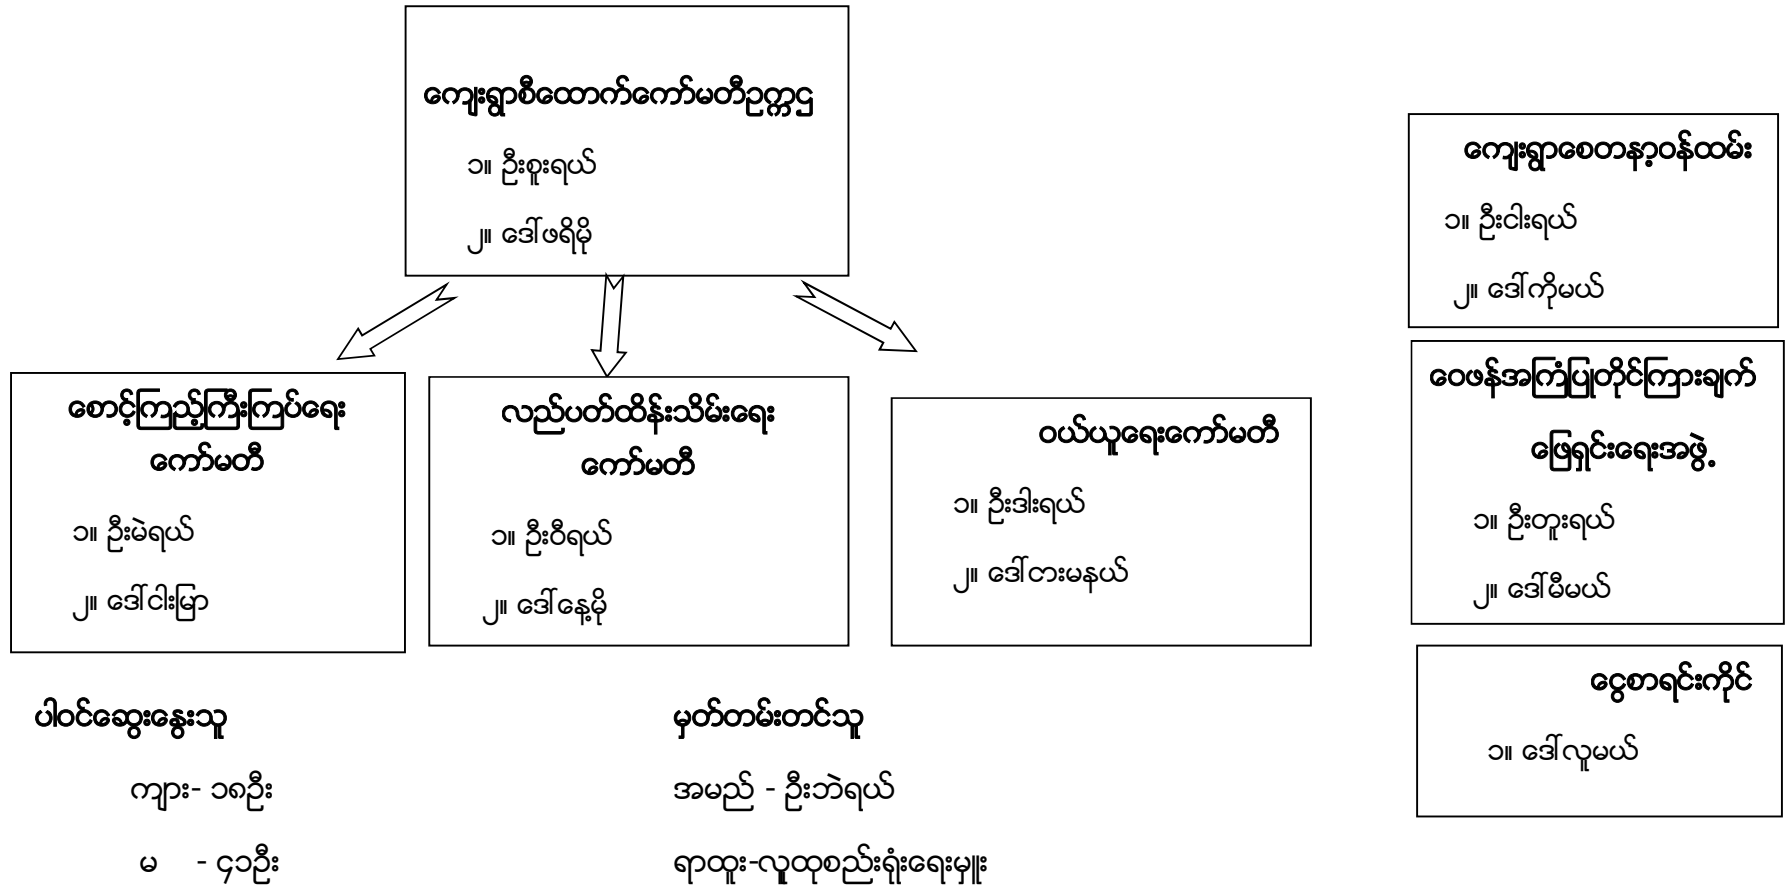 ကျေးရွာစီထောက်ကော်မတီဥက္ကဌ
၁။ ဦးစူးရယ်
၂။ ဒေါ်ဖရိမို
စောင့်ကြည့်ကြီးကြပ်ရေး
ကော်မတီ
၁။ ဦးမဲရယ်
၂။ ဒေါ်ငါးမြာ
လည်ပတ်ထိန်းသိမ်းရေး
ကော်မတီ
၁။ ဦးဝီရယ်
၂။ ဒေါ်နေ့မို
ဝယ်ယူရေးကော်မတီ
၁။ ဦးဒါးရယ်
၂။ ဒေါ်ငားမနယ်
ကျေးရွာစေတနာ့ဝန်ထမ်း
၁။ ဦးငါးရယ်
၂။ ဒေါ်ကိုမယ်
ဝေဖန်အကြံပြုတိုင်ကြားချက်
ဖြေရှင်းရေးအဖွဲ့
၁။ ဦးတူးရယ်
၂။ ဒေါ်မီမယ်
ငွေစာရင်းကိုင်
၁။ ဒေါ်လူမယ်
ပါဝင်ဆွေးနွေးသူ
ကျား- ၁၈ဦး
မ - ၄၁ဦး
မှတ်တမ်းတင်သူ
အမည် - ဦးဘဲရယ်
ရာထူး-လူထုစည်းရုံးရေးမှူး